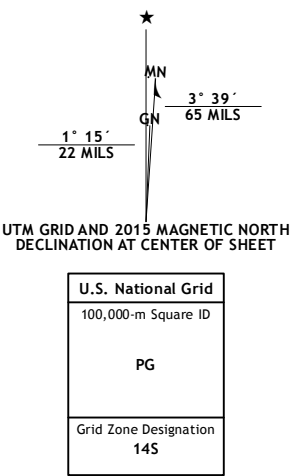 ★
MN
3° 39´
65 MILS
GN
1° 15´
22 MILS
UTM GRID AND 2015 MAGNETIC NORTH
DECLINATION AT CENTER OF SHEET
U.S. National Grid
100,000-m Square ID
PG
Grid Zone Designation
14S